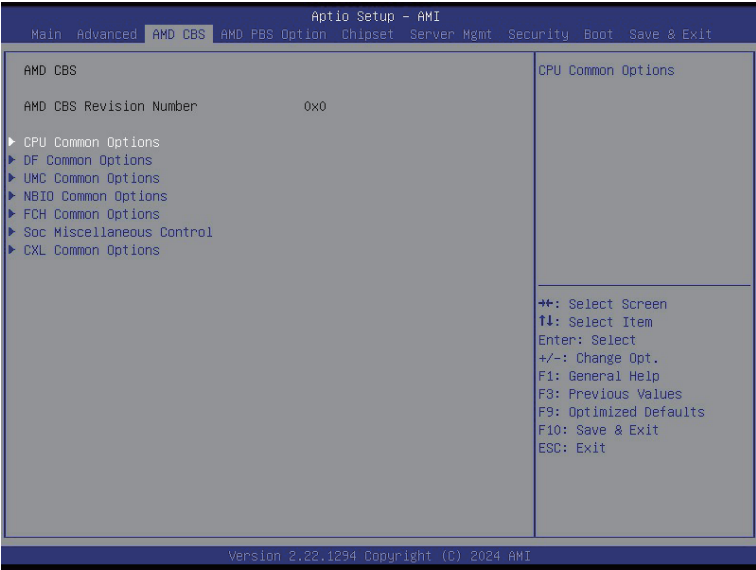 Aptio Setup - AMI
Main Advanced AMD CBS AMD PBS Option Chipset Server Mgmt Security Boot Save & Exit
AMD CBS
AMD CBS Revision Number 0x0
CPU Common Options
DF Common Options
UMC Common Options
NBIO Common Options
FCH Common Options
Soc Miscellaneous Control
CXL Common Options
CPU Common Options
→←: Select Screen
↑↓: Select Item
Enter: Select
+/-: Change Opt.
F1: General Help
F3: Previous Values
F9: Optimized Defaults
F10: Save & Exit
ESC: Exit
Version 2.22.1294 Copyright (C) 2024 AMI